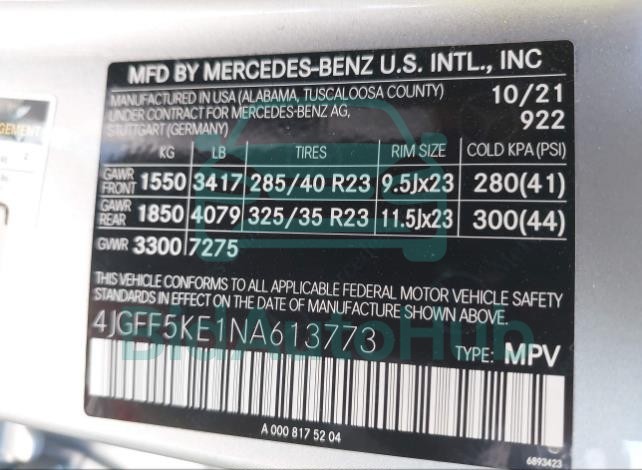 MFD BY MERCEDES-BENZ U.S. INTL., INC
MANUFACTURED IN USA (ALABAMA, TUSCALOOSA COUNTY) 10/21
UNDER CONTRACT FOR MERCEDES-BENZ AG, 922
STUTTGART (GERMANY)
KG LB TIRES RIM SIZE COLD KPA (PSI)
GAWR FRONT 1550 3417 285/40 R23 9.5Jx23 280(41)
GAWR REAR 1850 4079 325/35 R23 11.5Jx23 300(44)
GVWR 3300 7275
THIS VEHICLE CONFORMS TO ALL APPLICABLE FEDERAL MOTOR VEHICLE SAFETY
STANDARDS IN EFFECT ON THE DATE OF MANUFACTURE SHOWN ABOVE.
4JGFF5KE1NA613773
BidAutoHub
TYPE: MPV
A 000 817 52 04
6893423